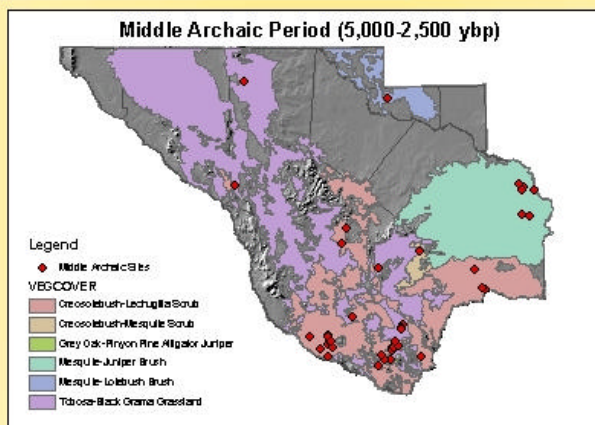 Middle Archaic Period (5,000-2,500 ybp)
Legend
Middle Archaic Sites
VEGCOVER
Creosotebush-Lechuguilla Scrub
Creosotebush-Mesquite Scrub
Grey Oak-Pinyon Pine Alligator Juniper
Mesquite-Juniper Brush
Mesquite-Lotebush Brush
Tobosa-Black Grama Grassland